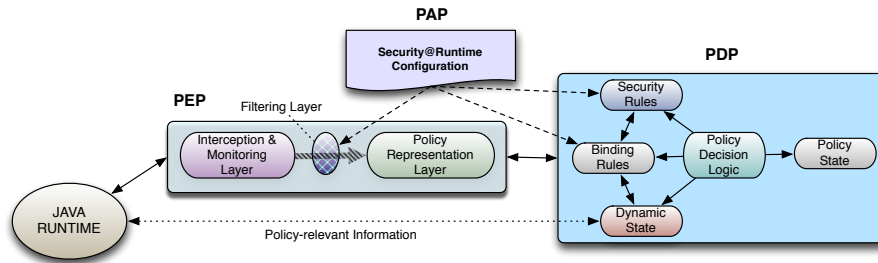 PAP
Security@Runtime
Configuration
PDP
PEP
Filtering Layer
Interception &
Monitoring
Layer
Policy
Representation
Layer
Security
Rules
Binding
Rules
Policy
Decision
Logic
Policy
State
Dynamic
State
JAVA
RUNTIME
Policy-relevant Information